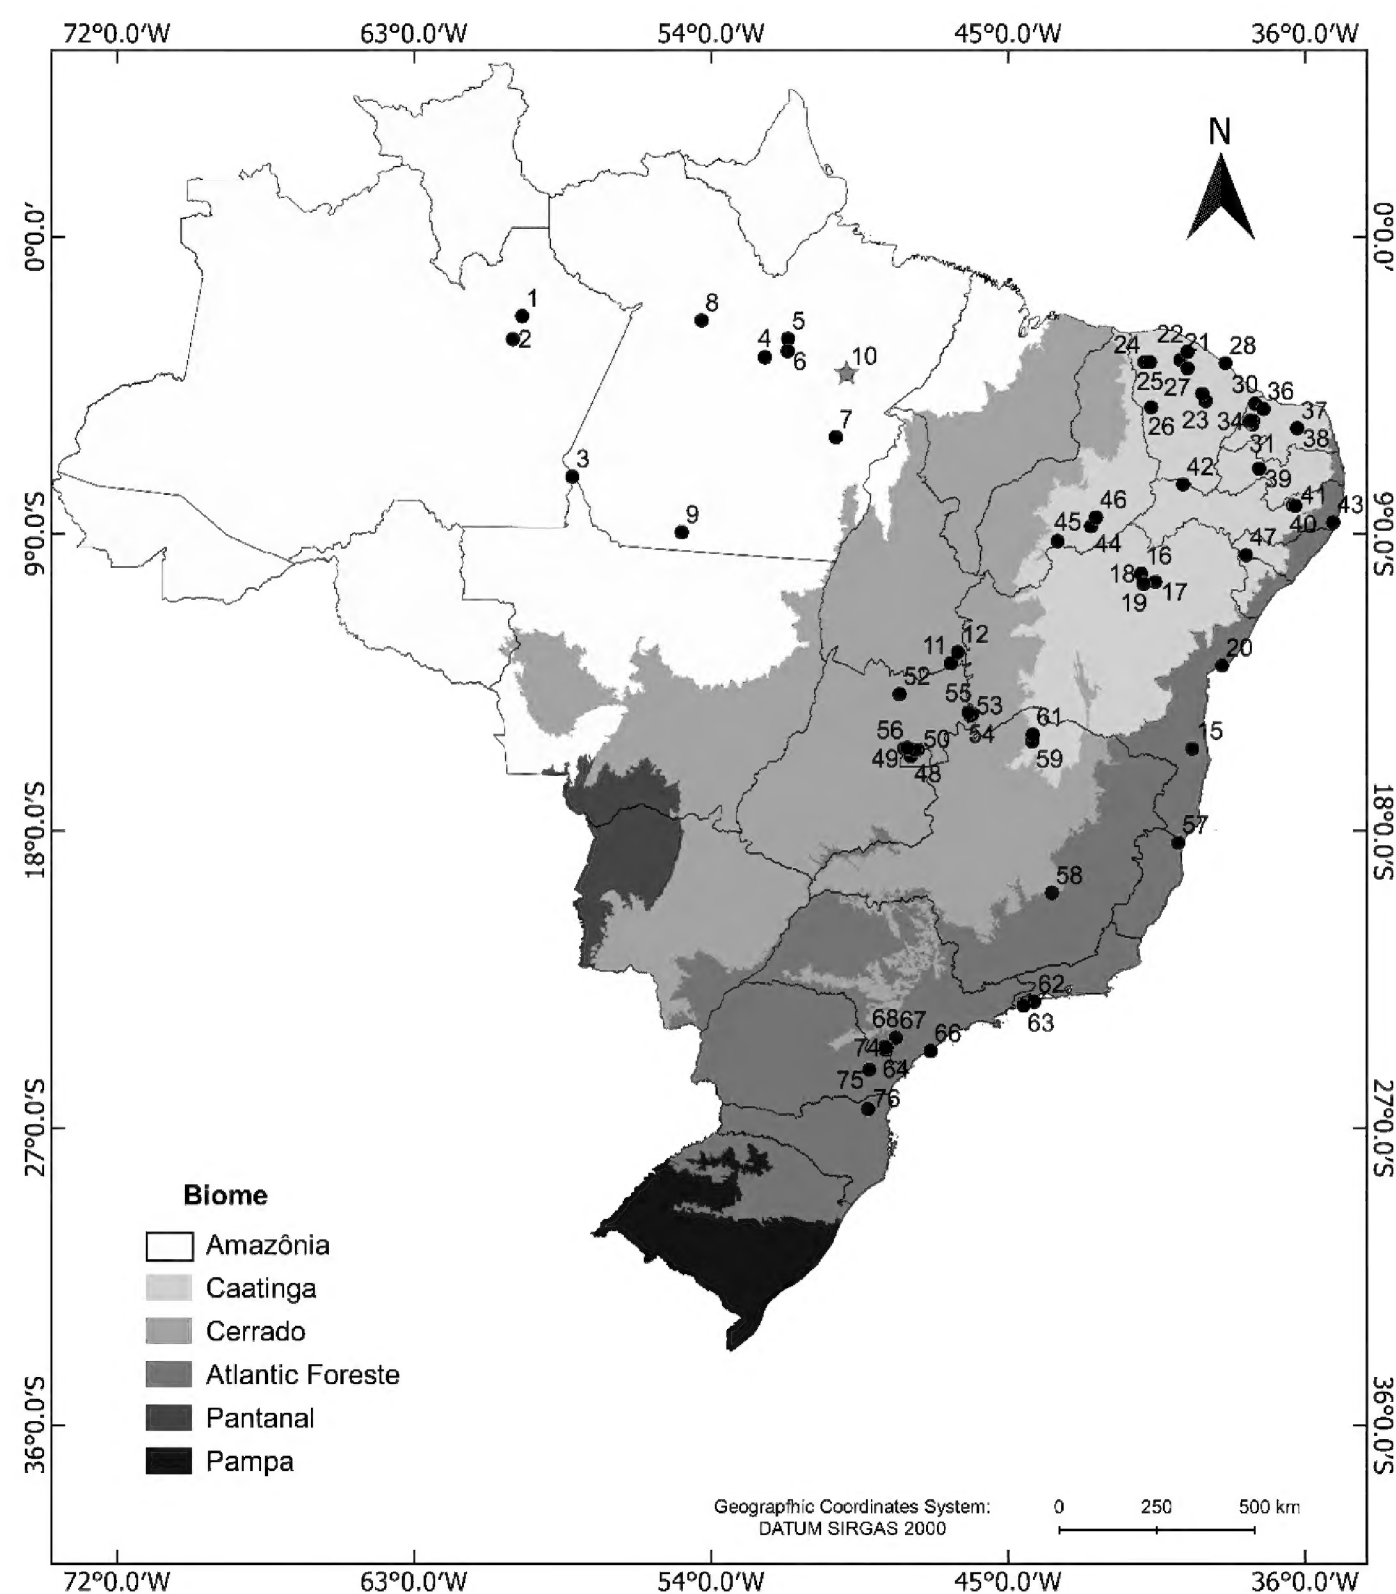 72°0.0′W 63°0.0′W 54°0.0′W 45°0.0′W 36°0.0′W
N
0°0.0′ 0°0.0′
1
2
8
5
4
6
10
7
3
9
22 21
24 28
25 27 30 36
26 23 34 37
31 38
42 39
46 41 43
45 40
44 47
16
18 17
19
9°0.0′S 9°0.0′S
12
11 20
52 55 53
54 61
56 50 15
49 59
48
18°0.0′S 18°0.0′S
57
58
62
63
68 67
66
74 64
75
76
27°0.0′S 27°0.0′S
Biome
Amazônia
Caatinga
Cerrado
Atlantic Foreste
Pantanal
Pampa
36°0.0′S 36°0.0′S
Geograpfhic Coordinates System:
DATUM SIRGAS 2000
0 250 500 km
72°0.0′W 63°0.0′W 54°0.0′W 45°0.0′W 36°0.0′W